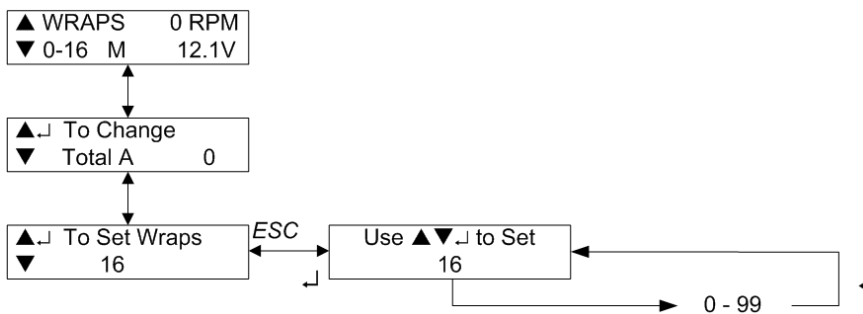 ▲ WRAPS 0 RPM
▼ 0-16 M 12.1V
▲↵ To Change
▼ Total A 0
▲↵ To Set Wraps
▼ 16
ESC
↵
Use ▲▼↵ to Set
16
↵
0 - 99